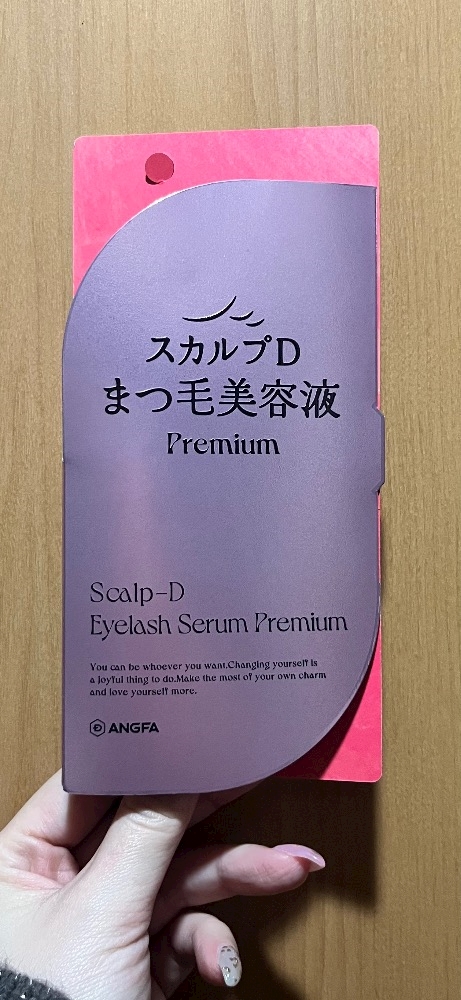 スカルプD
まつ毛美容液
Premium
Scalp-D
Eyelash Serum Premium
You can be whoever you want.Changing yourself is
a joyful thing to do.Make the most of your own charm
and love yourself more.
ANGFA